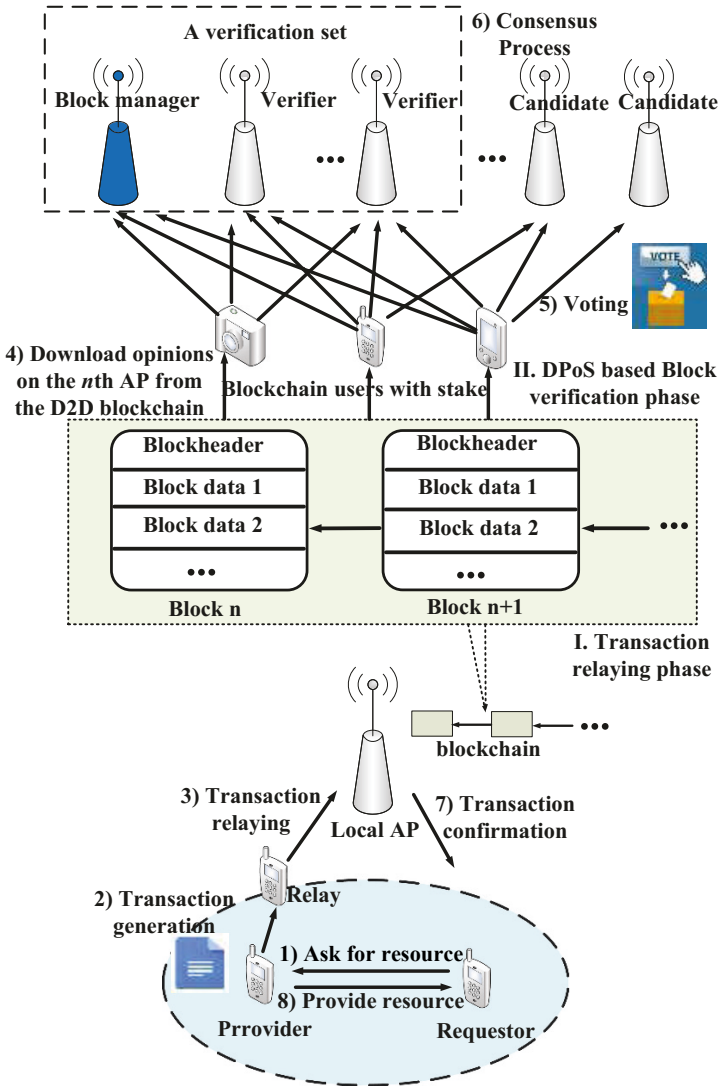 A verification set
6) Consensus
Process
Block manager
Verifier
Verifier
Candidate
Candidate
•••
•••
VOTE
5) Voting
4) Download opinions
on the nth AP from
the D2D blockchain
Blockchain users with stake
II. DPoS based Block
verification phase
Blockheader
Block data 1
Block data 2
•••
Block n
Blockheader
Block data 1
Block data 2
•••
Block n+1
•••
I. Transaction
relaying phase
•••
blockchain
3) Transaction
relaying
Local AP
7) Transaction
confirmation
2) Transaction
generation
Relay
1) Ask for resource
8) Provide resource
Prrovider
Requestor